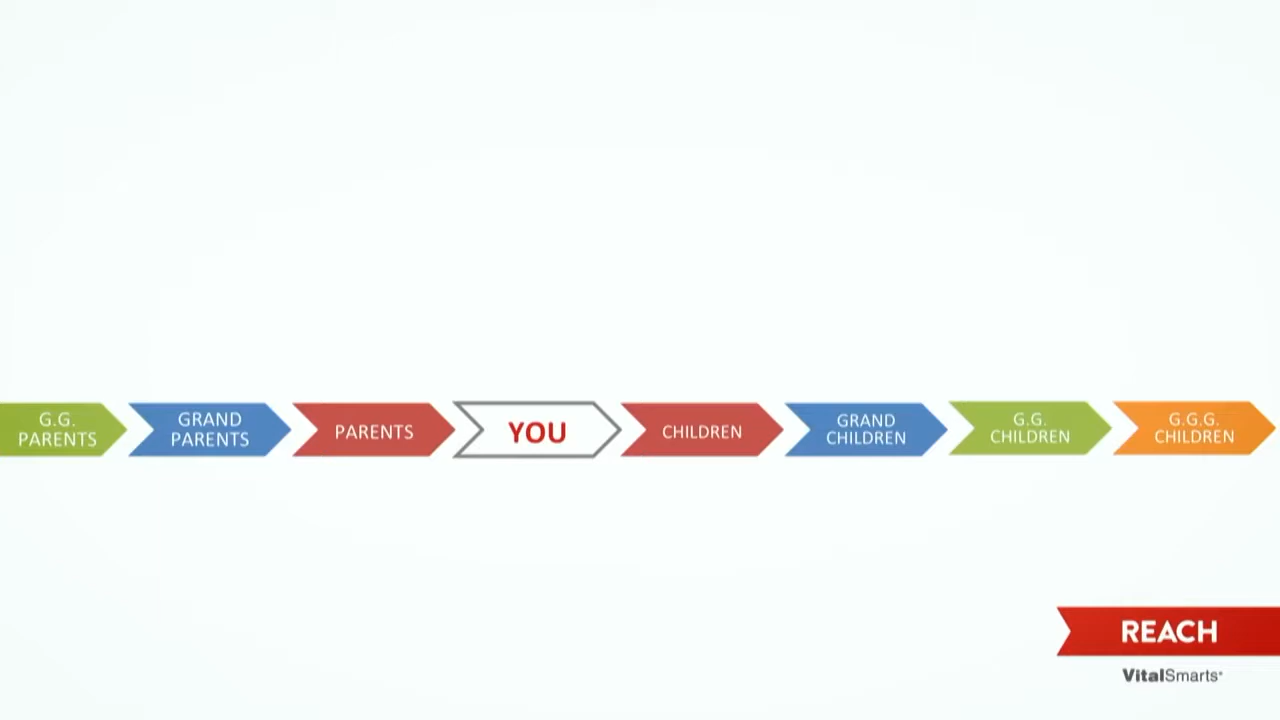 G.G.
PARENTS
GRAND
PARENTS
PARENTS
YOU
CHILDREN
GRAND
CHILDREN
G.G.
CHILDREN
G.G.G.
CHILDREN
REACH
VitalSmarts